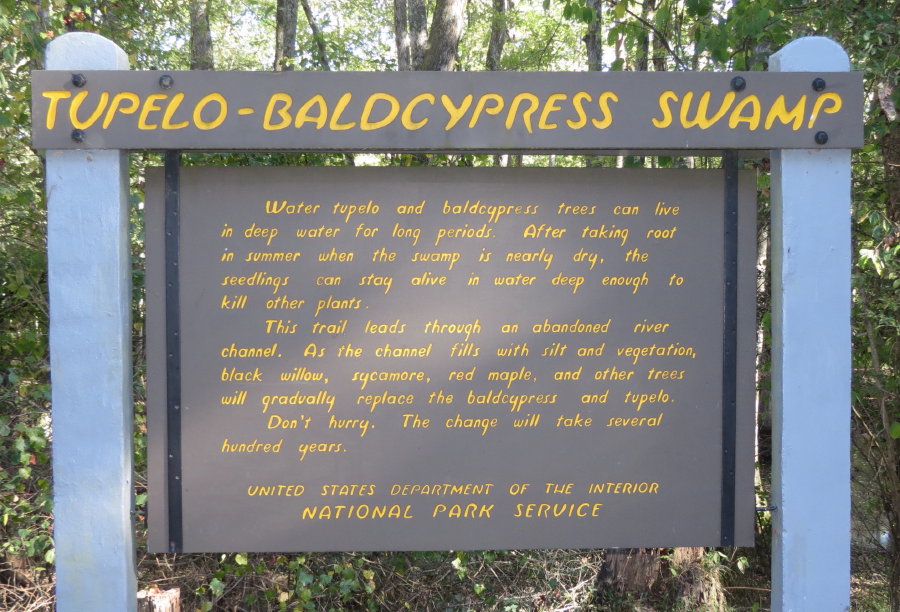 TUPELO-BALDCYPRESS SWAMP
Water tupelo and baldcypress trees can live
in deep water for long periods. After taking root
in summer when the swamp is nearly dry, the
seedlings can stay alive in water deep enough to
kill other plants.
This trail leads through an abandoned river
channel. As the channel fills with silt and vegetation,
black willow, sycamore, red maple, and other trees
will gradually replace the baldcypress and tupelo.
Don't hurry. The change will take several
hundred years.
UNITED STATES DEPARTMENT OF THE INTERIOR
NATIONAL PARK SERVICE